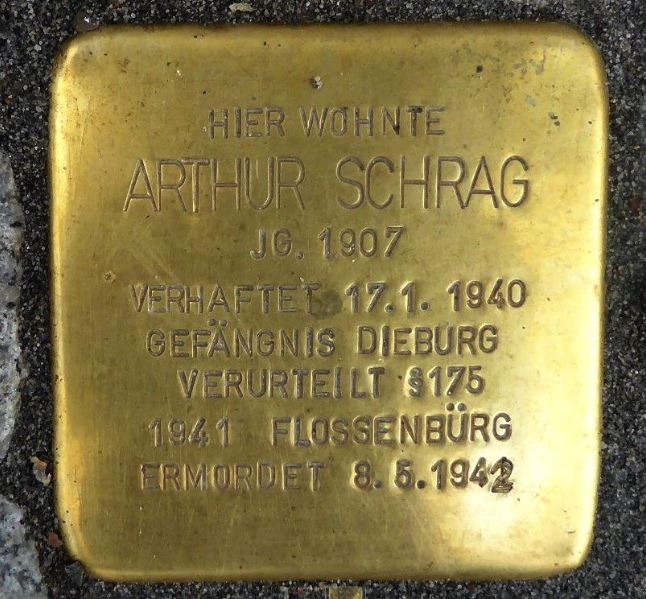 HIER WOHNTE
ARTHUR SCHRAG
JG. 1907
VERHAFTET 17.1. 1940
GEFÄNGNIS DIEBURG
VERURTEILT §175
1941 FLOSSENBÜRG
ERMORDET 8.5.1942